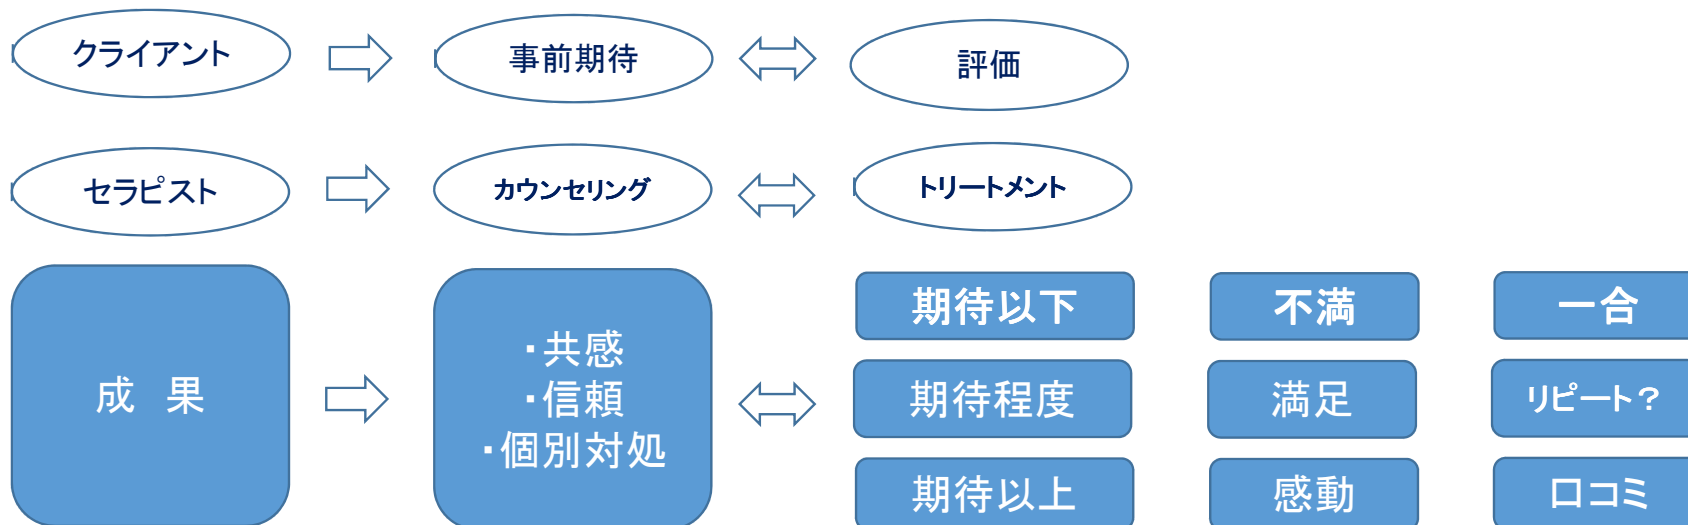 クライアント
事前期待
評価
セラピスト
カウンセリング
トリートメント
成　果
・共感
・信頼
・個別対処
期待以下
不満
一合
期待程度
満足
リピート？
期待以上
感動
口コミ